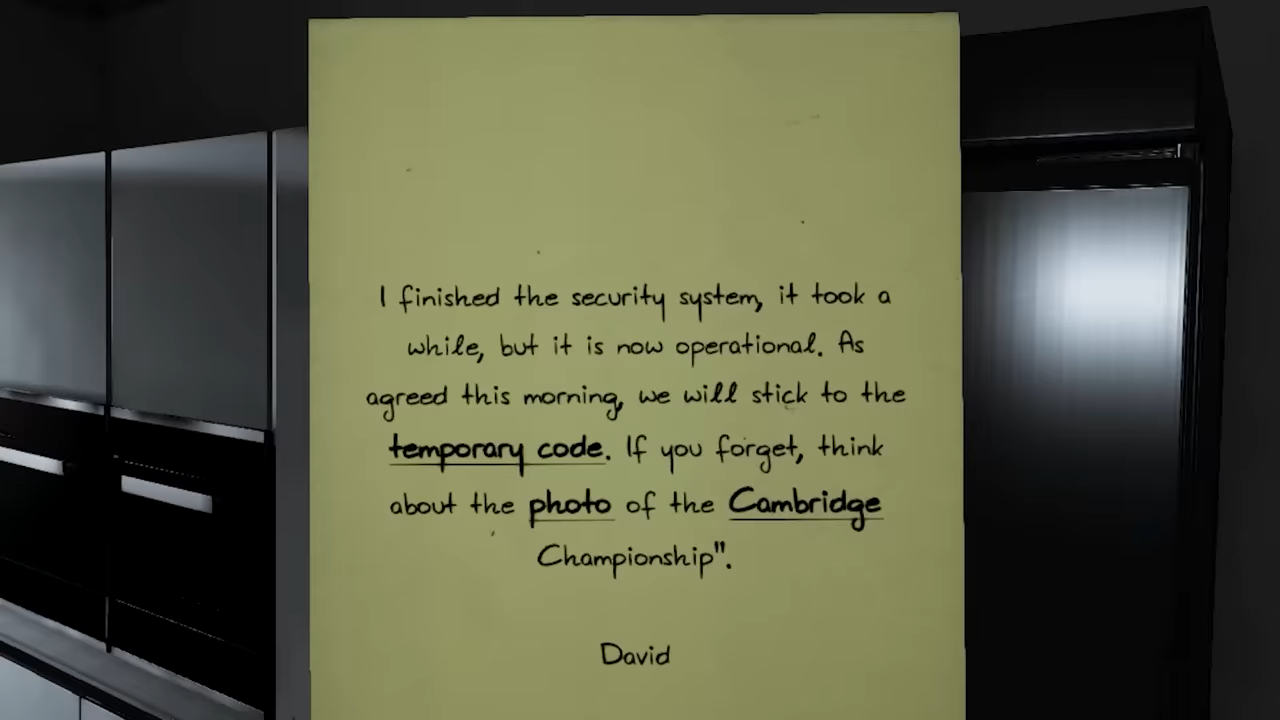 I finished the security system, it took a
while, but it is now operational. As
agreed this morning, we will stick to the
temporary code. If you forget, think
about the photo of the Cambridge
Championship".
David